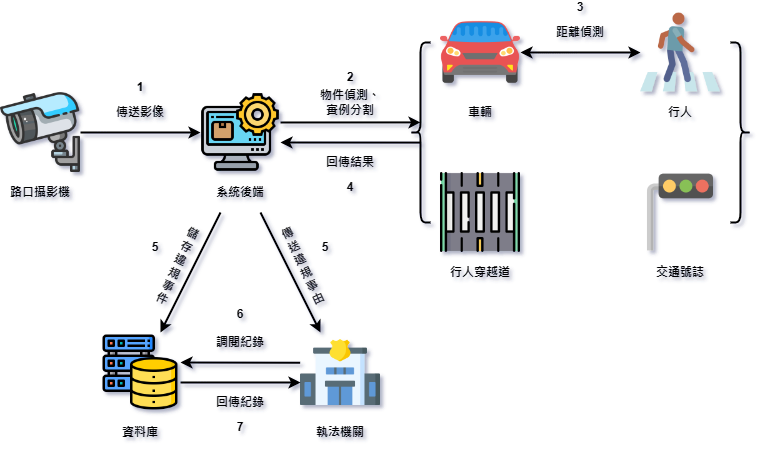 1
傳送影像
路口攝影機
系統後端
2
物件偵測、
實例分割
回傳結果
4
3
距離偵測
車輛
行人
行人穿越道
交通號誌
5
儲存違規事件
傳送違規事由
5
6
調閱紀錄
回傳紀錄
7
資料庫
執法機關